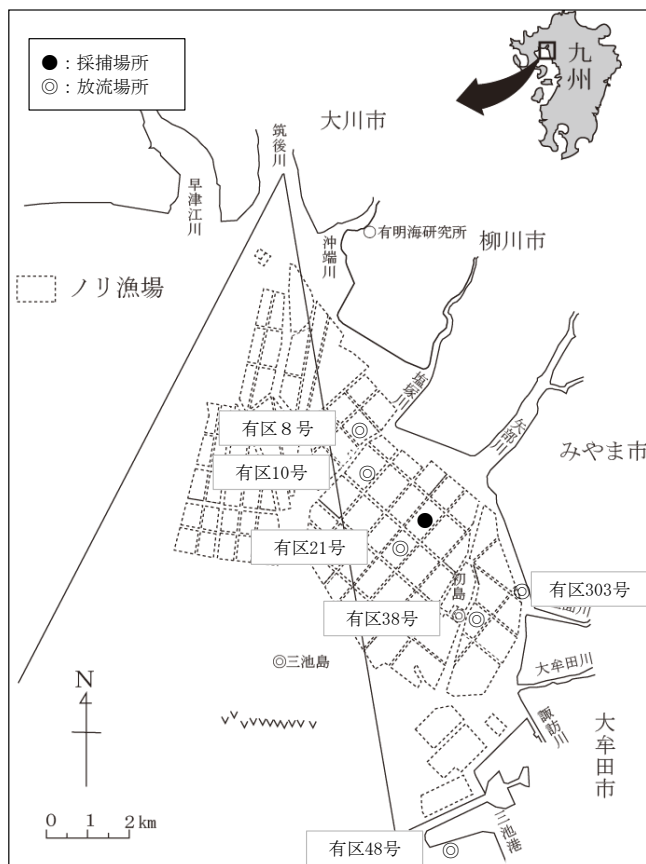 ●：採捕場所
◎：放流場所
九州
大川市
筑後川
早津江川
沖端川
○有明海研究所
柳川市
ノリ漁場
塩塚川
矢部川
みやま市
有区８号
有区10号
有区21号
初島
有区303号
有区38号
◎三池島
大牟田川
諏訪川
大牟田市
N
0 1 2 km
三池港
有区48号